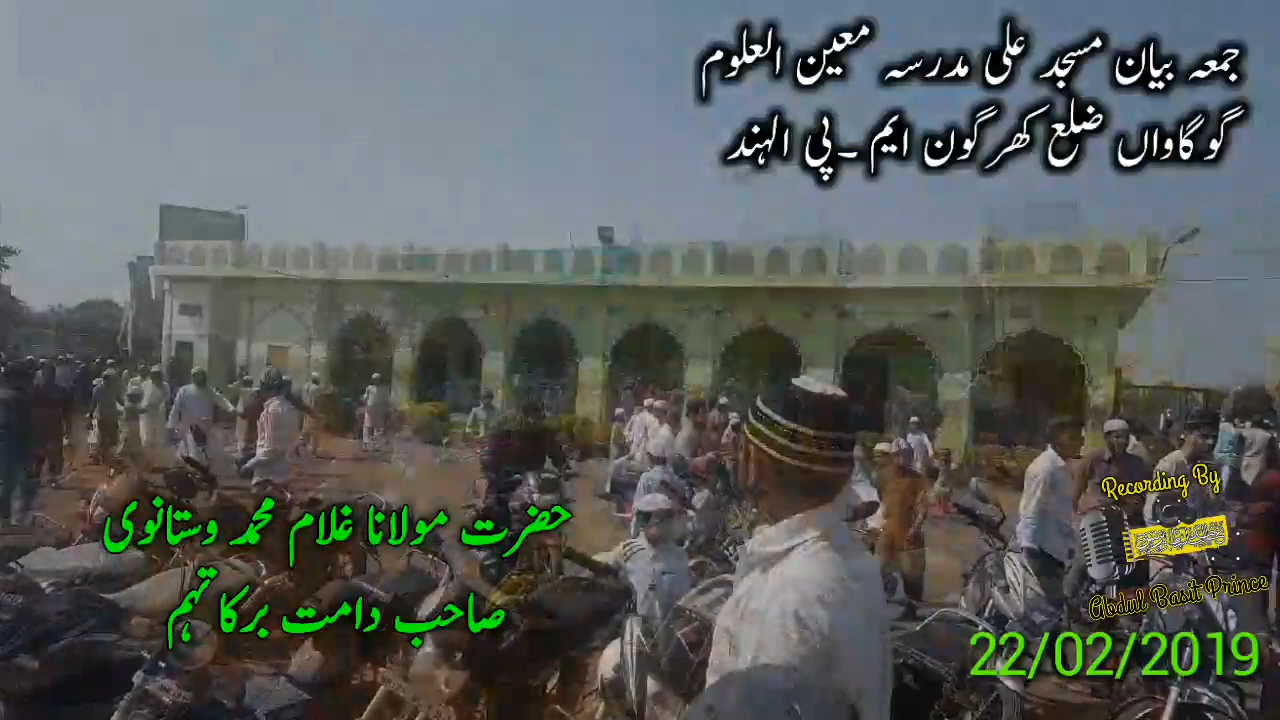 جمعہ بیان مسجد علی مدرسہ معین العلوم
گوگاواں ضلع کھرگون ایم۔پی الہند
حضرت مولانا غلام محمد وستانوی
صاحب دامت برکاتہم
Recording By
Abdul Basit Prince
22/02/2019